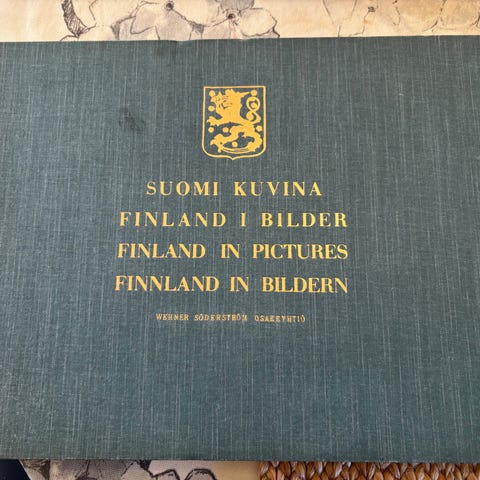 SUOMI KUVINA
FINLAND I BILDER
FINLAND IN PICTURES
FINNLAND IN BILDERN
WERNER SÖDERSTRÖM OSAKEYHTIÖ